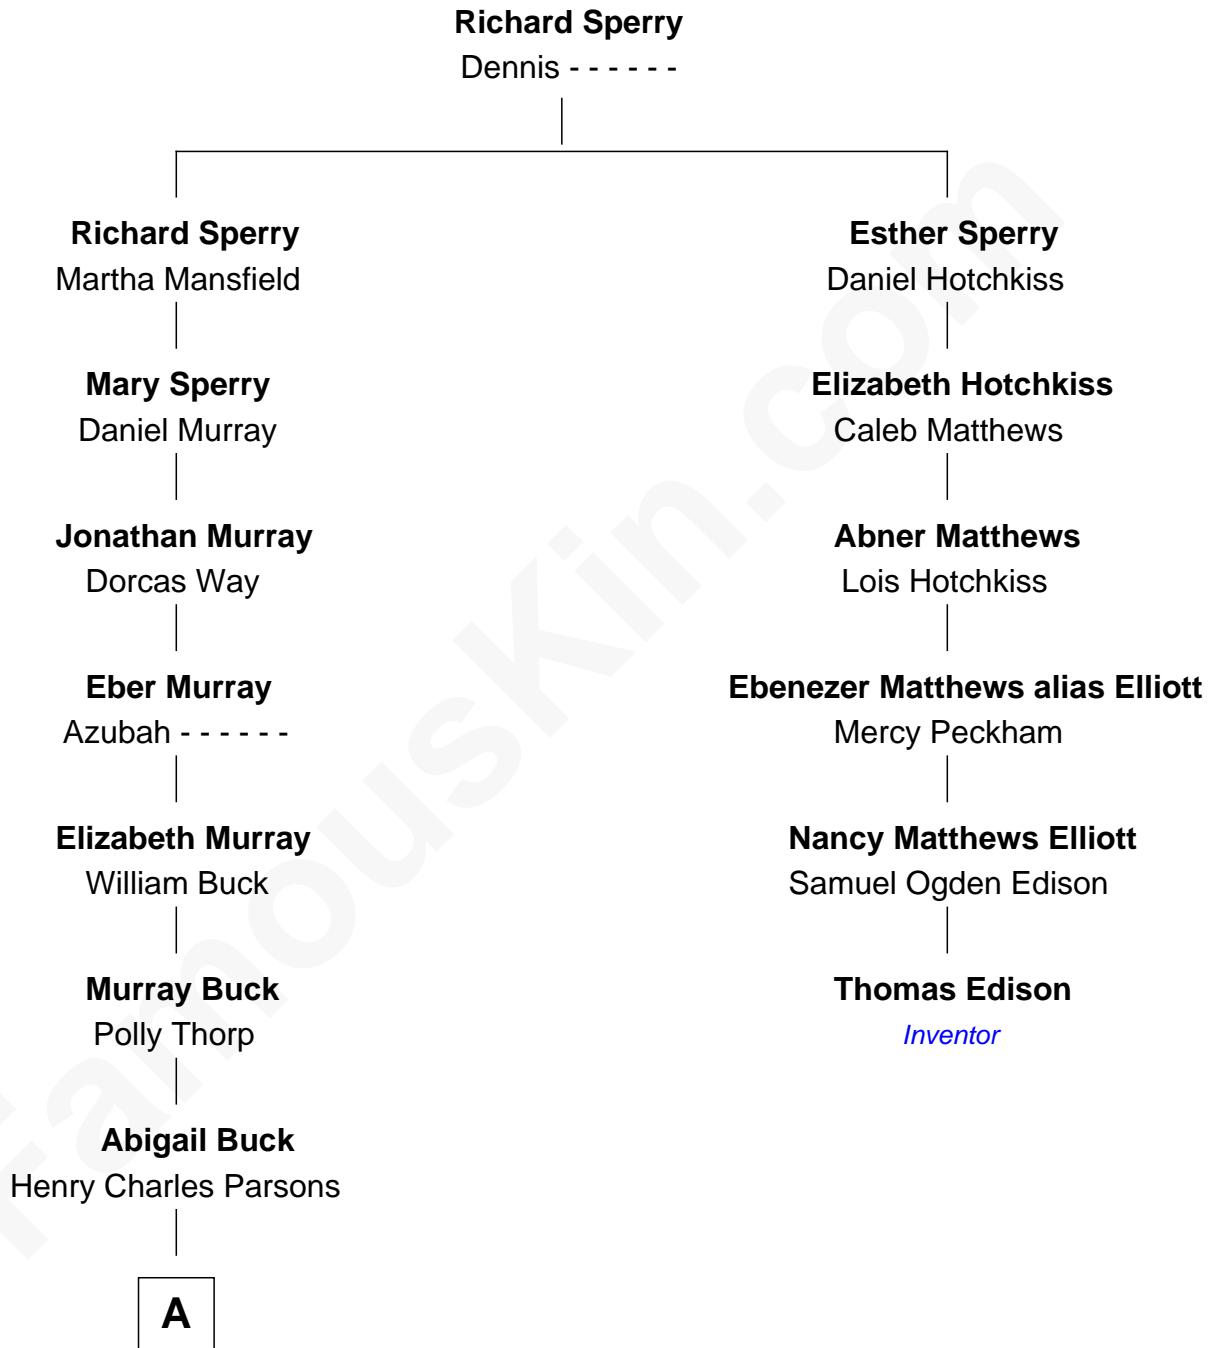 Richard Sperry
Dennis - - - - - -
Richard Sperry
Martha Mansfield
Esther Sperry
Daniel Hotchkiss
Mary Sperry
Daniel Murray
Elizabeth Hotchkiss
Caleb Matthews
Jonathan Murray
Dorcas Way
Abner Matthews
Lois Hotchkiss
Eber Murray
Azubah - - - - - -
Ebenezer Matthews alias Elliott
Mercy Peckham
Elizabeth Murray
William Buck
Nancy Matthews Elliott
Samuel Ogden Edison
Murray Buck
Polly Thorp
Thomas Edison
Inventor
Abigail Buck
Henry Charles Parsons
A
FamousKin.com